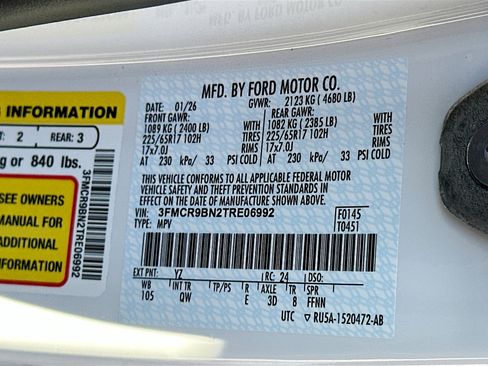 BY FORD MOTOR CO.
G INFORMATION
2 REAR: 3
kg or 840 lbs.
SEE OWNERS
MANUAL FOR
ADDITIONAL
3FMCR9BN2TRE06992
MFD. BY FORD MOTOR CO.
DATE: 01/26 GVWR: 2123 KG ( 4680 LB)
FRONT GAWR: REAR GAWR:
1089 KG ( 2400 LB) WITH 1082 KG ( 2385 LB) WITH
225/65R17 102H TIRES 225/65R17 102H TIRES
17x7.0J RIMS 17x7.0J RIMS
AT 230 kPa/ 33 PSI COLD AT 230 kPa/ 33 PSI COLD
THIS VEHICLE CONFORMS TO ALL APPLICABLE FEDERAL MOTOR
VEHICLE SAFETY AND THEFT PREVENTION STANDARDS IN
EFFECT ON THE DATE OF MANUFACTURE SHOWN ABOVE.
VIN: 3FMCR9BN2TRE06992 F0145
TYPE: MPV T0451
EXT PNT: YZ RC: 24 DSO:
WB INT TR TP/PS R AXLE TR SPR
105 QW E 3D 8 FFNN
UTC ▽ RU5A-1520472-AB